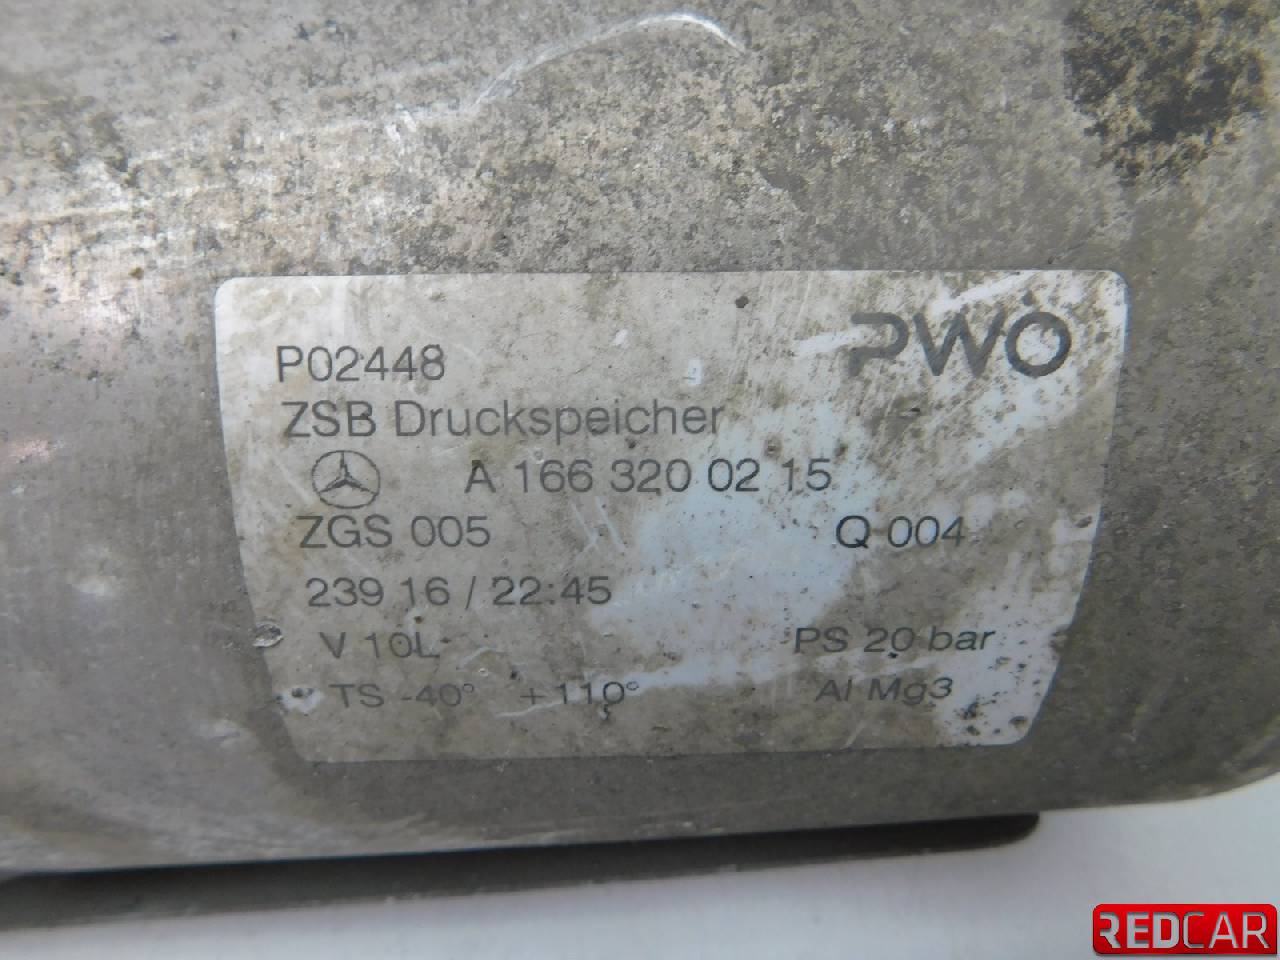 PWO
P02448
ZSB Druckspeicher
A 166 320 02 15
ZGS 005 Q 004
239 16 / 22:45
V 10L PS 20 bar
TS -40° +110° Al Mg3
REDCAR